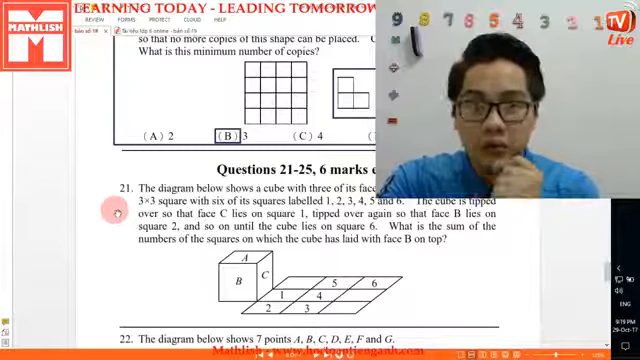 LEARNING TODAY - LEADING TOMORROW
MATHLISH
REVIEW FORMS PROTECT SHARE CONNECT
9 8 7 8 5 4 3 3 1
TV
Live
so that no more copies of this shape can be placed.
What is this minimum number of copies?
(A) 2 (B) 3 (C) 4
Questions 21-25, 6 marks e
21. The diagram below shows a cube with three of its face
3×3 square with six of its squares labelled 1, 2, 3, 4, 5 and 6. The cube is tipped
over so that face C lies on square 1, tipped over again so that face B lies on
square 2, and so on until the cube lies on square 6. What is the sum of the
numbers of the squares on which the cube has laid with face B on top?
A
B
C
5 6
1 4
2 3
22. The diagram below shows 7 points A, B, C, D, E, F and G.
9:19 PM
29-Oct-17